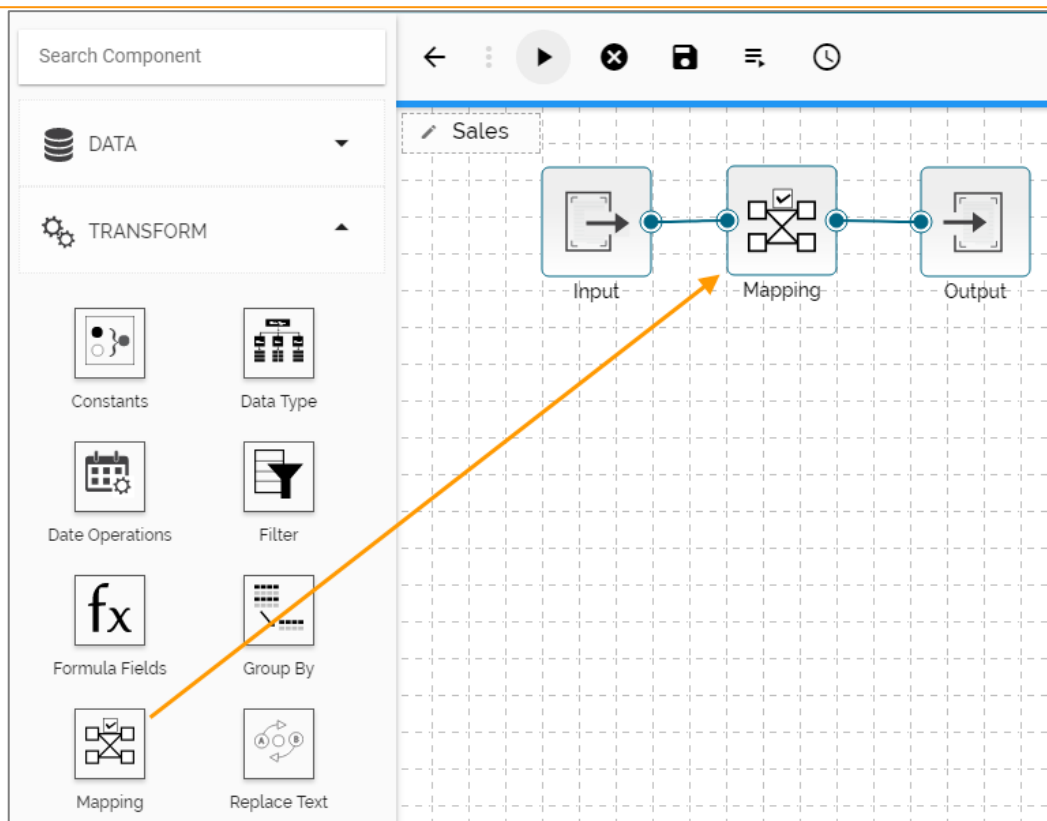 Search Component
DATA
TRANSFORM
Constants
Data Type
Date Operations
Filter
fx
Formula Fields
Group By
A
B
Mapping
Replace Text
Sales
Input
Mapping
Output